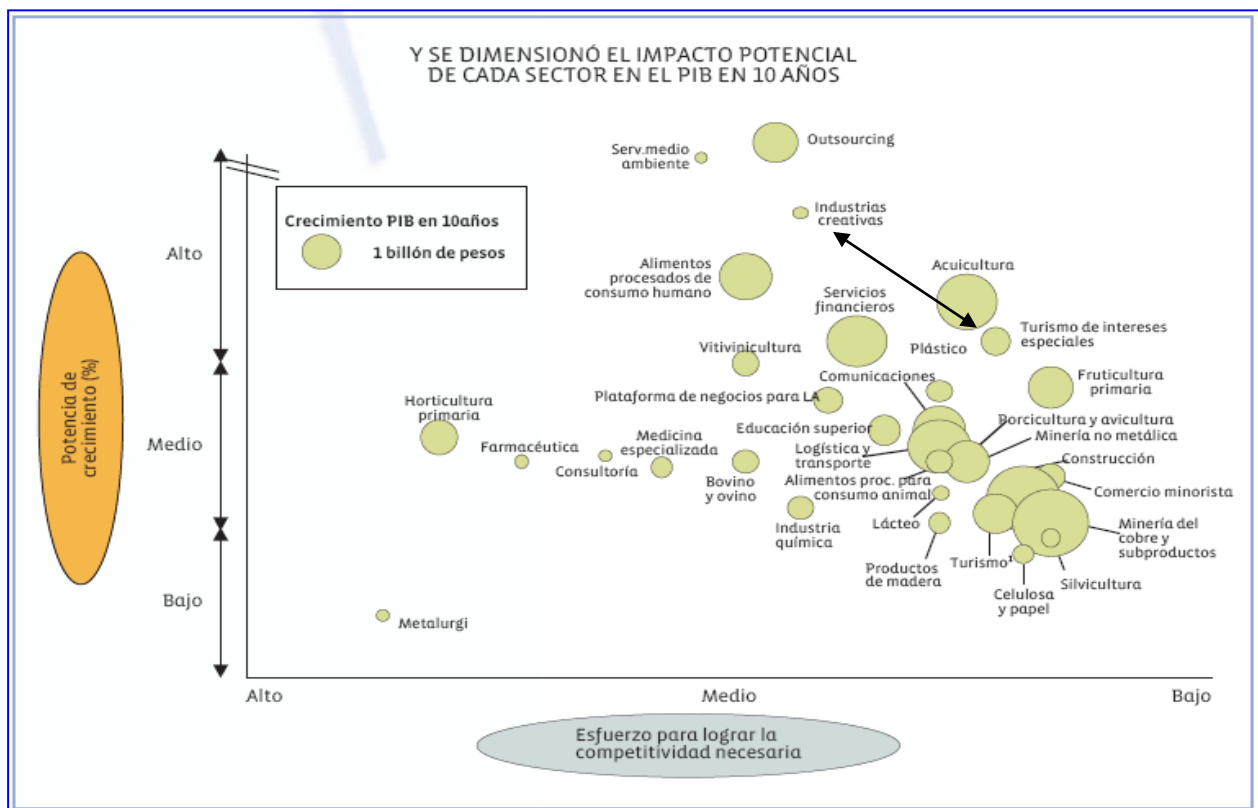 Y SE DIMENSIONÓ EL IMPACTO POTENCIAL
DE CADA SECTOR EN EL PIB EN 10 AÑOS
Outsourcing
Serv.medio
ambiente
Crecimiento PIB en 10años
1 billón de pesos
Industrias
creativas
Alto
Alimentos
procesados de
consumo humano
Acuicultura
Servicios
financieros
Turismo de intereses
especiales
Plástico
Vitivinicultura
Comunicaciones
Fruticultura
primaria
Potencia de
crecimiento (%)
Plataforma de negocios para LA
Horticultura
primaria
Porcicultura y avicultura
Educación superior
Medio
Farmacéutica
Medicina
especializada
Minería no metálica
Logística y
transporte
Consultoría
Construcción
Bovino
y ovino
Alimentos proc. para
consumo animal
Comercio minorista
Industria
química
Lácteo
Minería del
cobre y
subproductos
Productos
de madera
Turismo¹
Silvicultura
Celulosa
y papel
Bajo
Metalurgi
Alto
Medio
Bajo
Esfuerzo para lograr la
competitividad necesaria